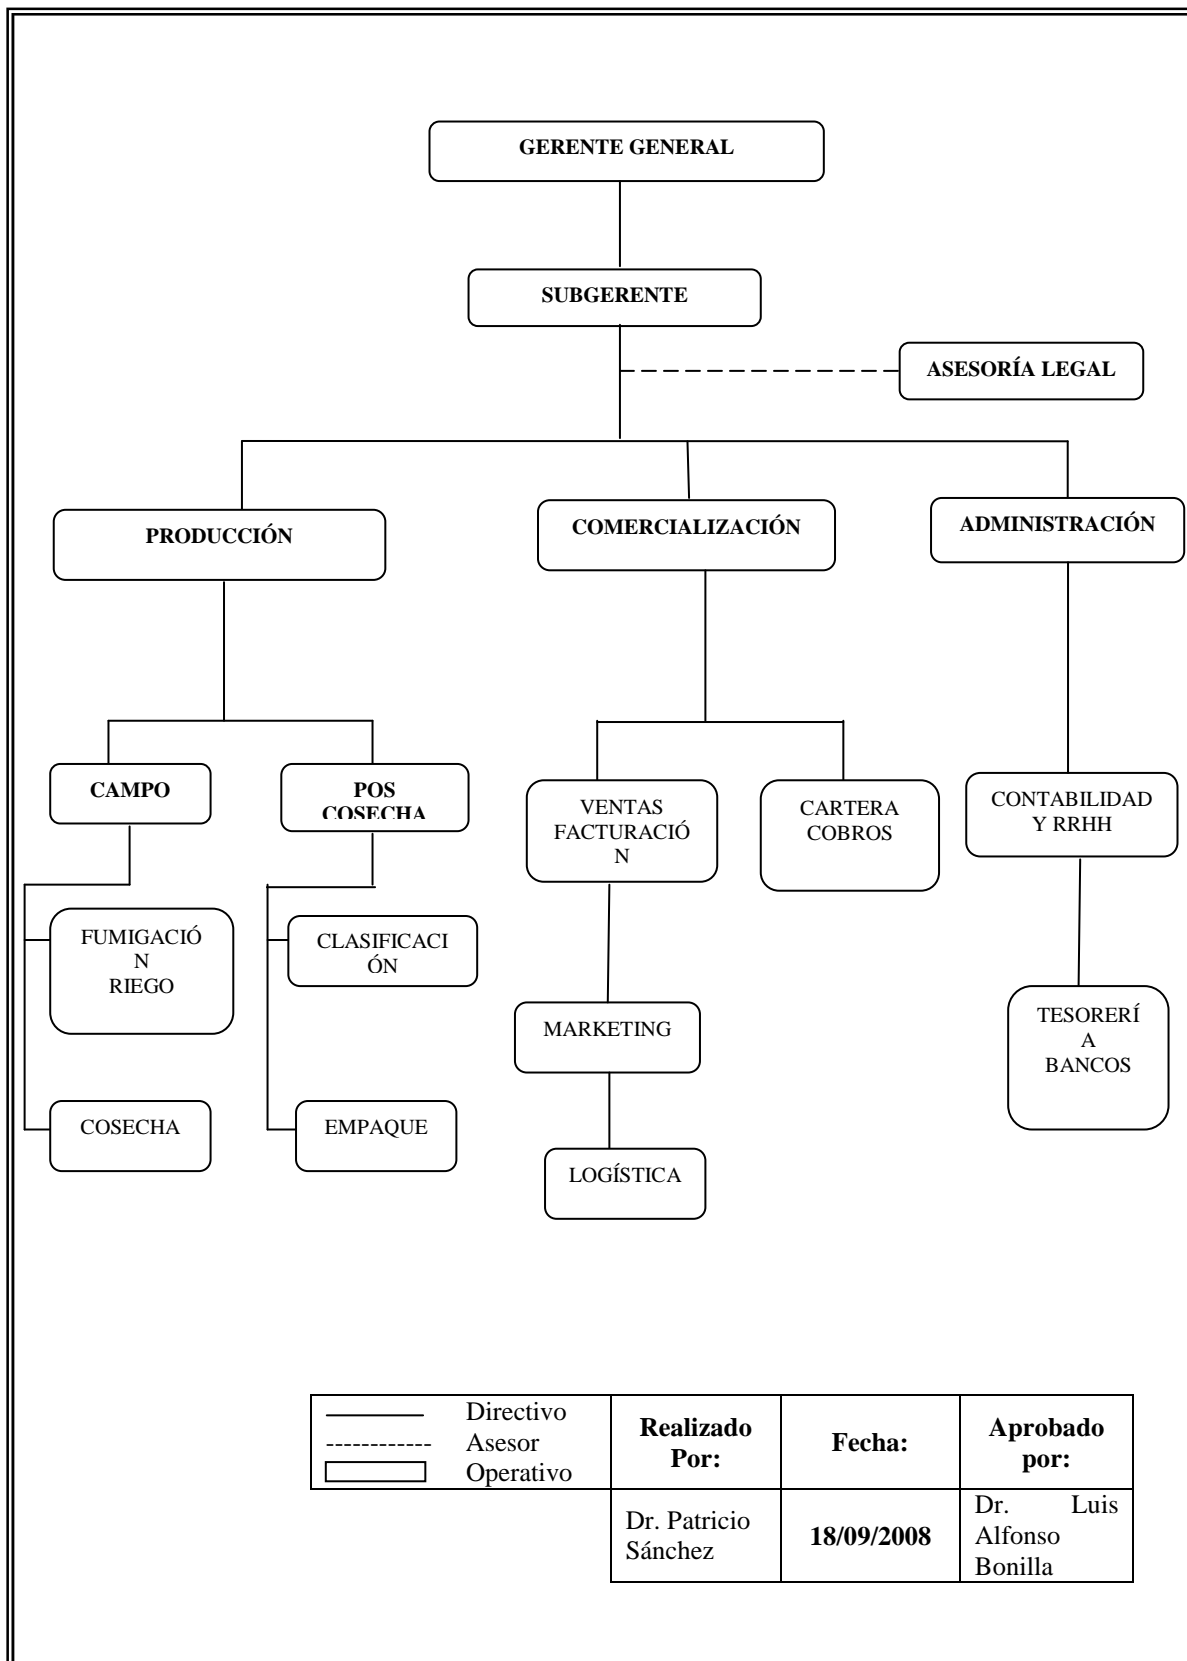 GERENTE GENERAL
SUBGERENTE
ASESORÍA LEGAL
PRODUCCIÓN
COMERCIALIZACIÓN
ADMINISTRACIÓN
CAMPO
POS
COSECHA
VENTAS
FACTURACIÓ
N
CARTERA
COBROS
CONTABILIDAD
Y RRHH
FUMIGACIÓ
N
RIEGO
CLASIFICACI
ÓN
MARKETING
TESORERÍ
A
BANCOS
COSECHA
EMPAQUE
LOGÍSTICA
Directivo
Asesor
Operativo
Realizado
Por:
Fecha:
Aprobado
por:
Dr. Patricio
Sánchez
18/09/2008
Dr. Luis
Alfonso
Bonilla